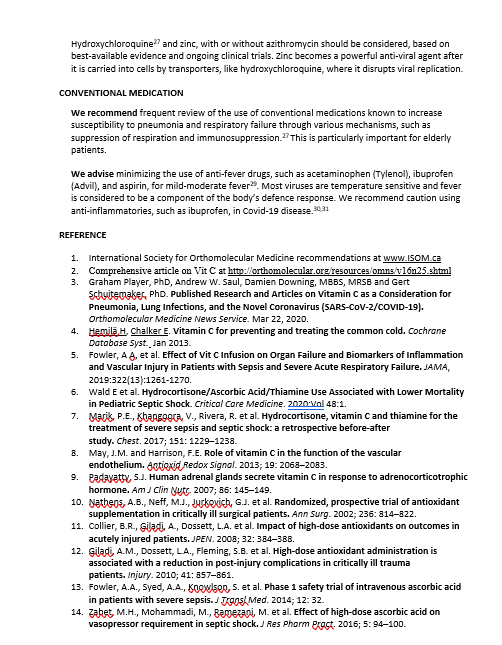 Hydroxychloroquine27 and zinc, with or without azithromycin should be considered, based on
best-available evidence and ongoing clinical trials. Zinc becomes a powerful anti-viral agent after
it is carried into cells by transporters, like hydroxychloroquine, where it disrupts viral replication.
CONVENTIONAL MEDICATION
We recommend frequent review of the use of conventional medications known to increase
susceptibility to pneumonia and respiratory failure through various mechanisms, such as
suppression of respiration and immunosuppression.27 This is particularly important for elderly
patients.
We advise minimizing the use of anti-fever drugs, such as acetaminophen (Tylenol), ibuprofen
(Advil), and aspirin, for mild-moderate fever29. Most viruses are temperature sensitive and fever
is considered to be a component of the body's defence response. We recommend caution using
anti-inflammatories, such as ibuprofen, in Covid-19 disease.30,31
REFERENCE
1. International Society for Orthomolecular Medicine recommendations at www.ISOM.ca
2. Comprehensive article on Vit C at http://orthomolecular.org/resources/omns/v16n25.shtml
3. Graham Player, PhD, Andrew W. Saul, Damien Downing, MBBS, MRSB and Gert
Schuitemaker, PhD. Published Research and Articles on Vitamin C as a Consideration for
Pneumonia, Lung Infections, and the Novel Coronavirus (SARS-CoV-2/COVID-19).
Orthomolecular Medicine News Service. Mar 22, 2020.
4. Hemilä H, Chalker E. Vitamin C for preventing and treating the common cold. Cochrane
Database Syst. Jan 2013.
5. Fowler, A A, et al. Effect of Vit C Infusion on Organ Failure and Biomarkers of Inflammation
and Vascular Injury in Patients with Sepsis and Severe Acute Respiratory Failure. JAMA,
2019:322(13):1261-1270.
6. Wald E et al. Hydrocortisone/Ascorbic Acid/Thiamine Use Associated with Lower Mortality
in Pediatric Septic Shock. Critical Care Medicine. 2020:Vol 48:1.
7. Marik, P.E., Khangoora, V., Rivera, R. et al. Hydrocortisone, vitamin C and thiamine for the
treatment of severe sepsis and septic shock: a retrospective before-after
study. Chest. 2017; 151: 1229–1238.
8. May, J.M. and Harrison, F.E. Role of vitamin C in the function of the vascular
endothelium. Antioxid Redox Signal. 2013; 19: 2068–2083.
9. Padayatty, S.J. Human adrenal glands secrete vitamin C in response to adrenocorticotrophic
hormone. Am J Clin Nutr. 2007; 86: 145–149.
10. Nathens, A.B., Neff, M.J., Jurkovich, G.J. et al. Randomized, prospective trial of antioxidant
supplementation in critically ill surgical patients. Ann Surg. 2002; 236: 814–822.
11. Collier, B.R., Giladi, A., Dossett, L.A. et al. Impact of high-dose antioxidants on outcomes in
acutely injured patients. JPEN. 2008; 32: 384–388.
12. Giladi, A.M., Dossett, L.A., Fleming, S.B. et al. High-dose antioxidant administration is
associated with a reduction in post-injury complications in critically ill trauma
patients. Injury. 2010; 41: 857–861.
13. Fowler, A.A., Syed, A.A., Knowlson, S. et al. Phase 1 safety trial of intravenous ascorbic acid
in patients with severe sepsis. J Transl Med. 2014; 12: 32.
14. Zabet, M.H., Mohammadi, M., Ramezani, M. et al. Effect of high-dose ascorbic acid on
vasopressor requirement in septic shock. J Res Pharm Pract. 2016; 5: 94–100.